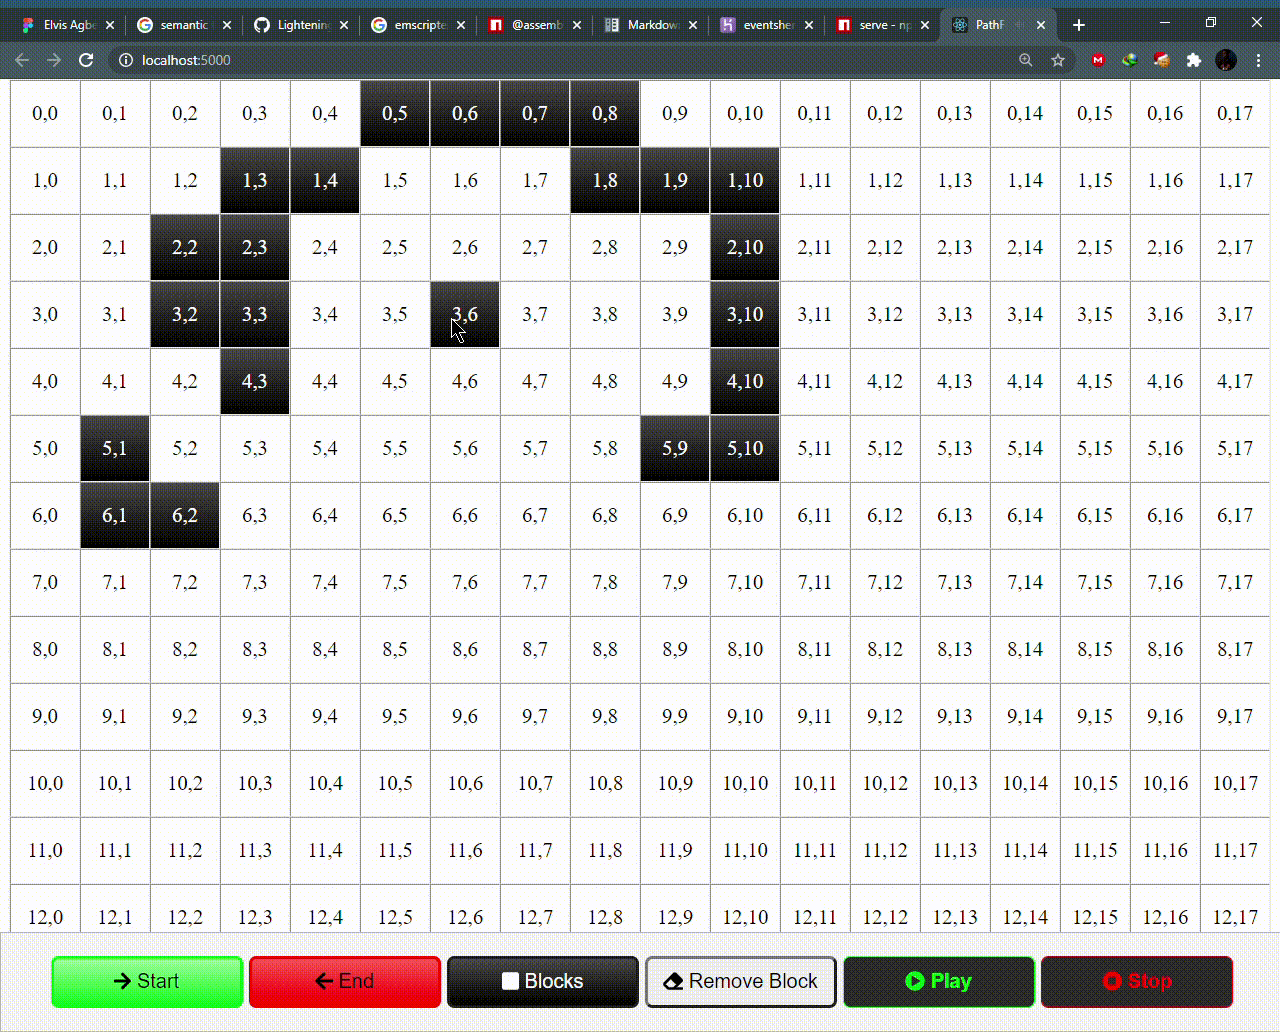 Elvis Agbe semantic Lightening emscripte @assemb Markdown eventsher serve - np PathF
localhost:5000
0,0 0,1 0,2 0,3 0,4 0,5 0,6 0,7 0,8 0,9 0,10 0,11 0,12 0,13 0,14 0,15 0,16 0,17
1,0 1,1 1,2 1,3 1,4 1,5 1,6 1,7 1,8 1,9 1,10 1,11 1,12 1,13 1,14 1,15 1,16 1,17
2,0 2,1 2,2 2,3 2,4 2,5 2,6 2,7 2,8 2,9 2,10 2,11 2,12 2,13 2,14 2,15 2,16 2,17
3,0 3,1 3,2 3,3 3,4 3,5 3,6 3,7 3,8 3,9 3,10 3,11 3,12 3,13 3,14 3,15 3,16 3,17
4,0 4,1 4,2 4,3 4,4 4,5 4,6 4,7 4,8 4,9 4,10 4,11 4,12 4,13 4,14 4,15 4,16 4,17
5,0 5,1 5,2 5,3 5,4 5,5 5,6 5,7 5,8 5,9 5,10 5,11 5,12 5,13 5,14 5,15 5,16 5,17
6,0 6,1 6,2 6,3 6,4 6,5 6,6 6,7 6,8 6,9 6,10 6,11 6,12 6,13 6,14 6,15 6,16 6,17
7,0 7,1 7,2 7,3 7,4 7,5 7,6 7,7 7,8 7,9 7,10 7,11 7,12 7,13 7,14 7,15 7,16 7,17
8,0 8,1 8,2 8,3 8,4 8,5 8,6 8,7 8,8 8,9 8,10 8,11 8,12 8,13 8,14 8,15 8,16 8,17
9,0 9,1 9,2 9,3 9,4 9,5 9,6 9,7 9,8 9,9 9,10 9,11 9,12 9,13 9,14 9,15 9,16 9,17
10,0 10,1 10,2 10,3 10,4 10,5 10,6 10,7 10,8 10,9 10,10 10,11 10,12 10,13 10,14 10,15 10,16 10,17
11,0 11,1 11,2 11,3 11,4 11,5 11,6 11,7 11,8 11,9 11,10 11,11 11,12 11,13 11,14 11,15 11,16 11,17
12,0 12,1 12,2 12,3 12,4 12,5 12,6 12,7 12,8 12,9 12,10 12,11 12,12 12,13 12,14 12,15 12,16 12,17
Start End Blocks Remove Block Play Stop